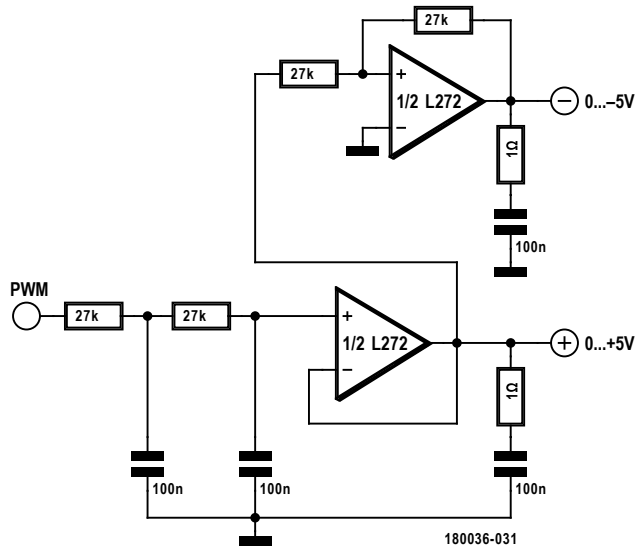 27k
27k
+
1/2 L272
−
− 0...–5V
1Ω
100n
PWM
27k
27k
+
1/2 L272
−
+ 0...+5V
1Ω
100n
100n
100n
180036-031